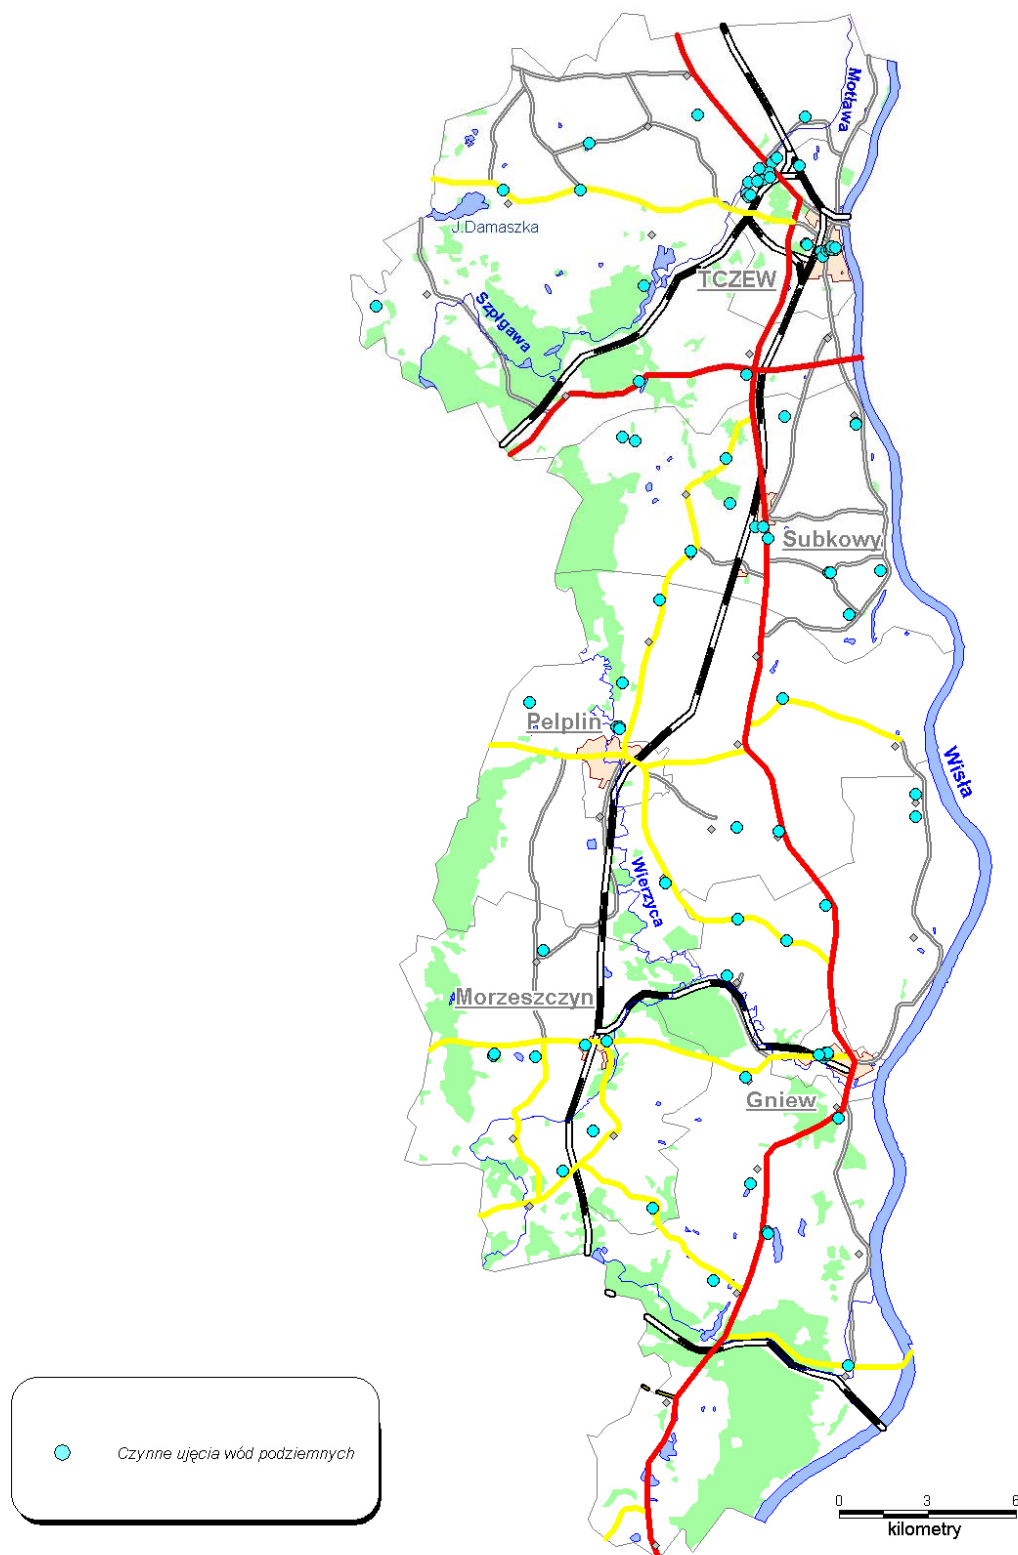 Motława
J.Damaszka
TCZEW
Szpęgawa
Subkowy
Pelplin
Wisła
Wierzyca
Morzeszczyn
Gniew
Czynne ujęcia wód podziemnych
0 3 6
kilometry